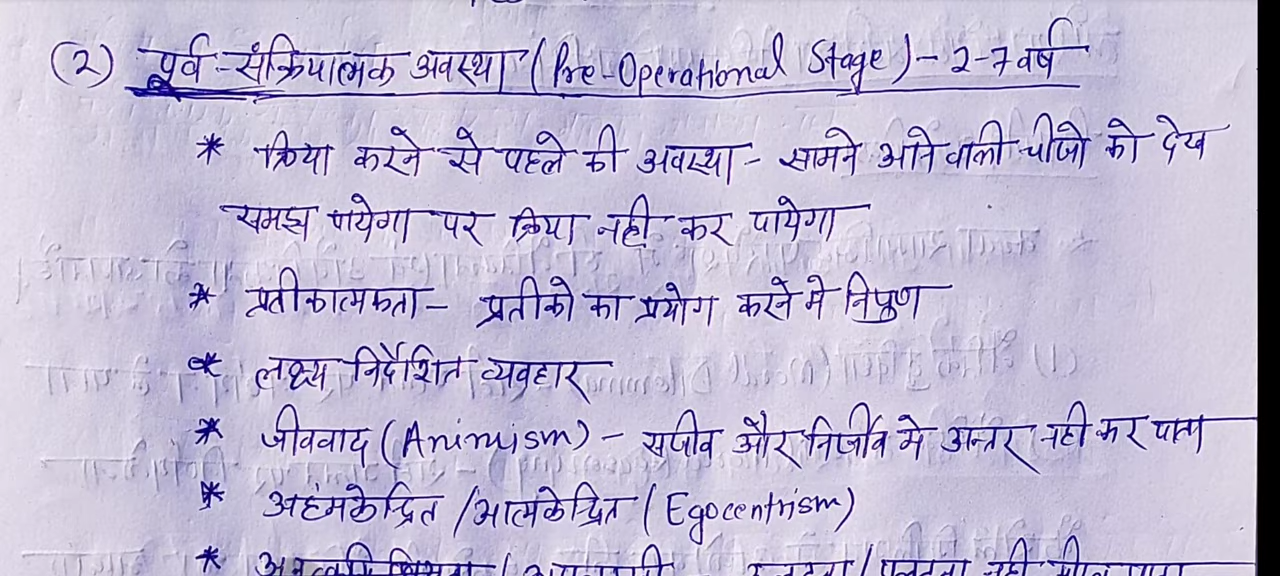 (2) पूर्व-संक्रियात्मक अवस्था (Pre-Operational Stage) - 2-7 वर्ष
* क्रिया करने से पहले की अवस्था - सामने आने वाली चीजो को देख
समझ पायेगा पर क्रिया नही कर पायेगा
* प्रतीकात्मकता - प्रतीको का प्रयोग करने मे निपुण
* लक्ष्य निर्देशित व्यवहार
* जीववाद (Animism) - सजीव और निर्जीव मे अन्तर नही कर पाता
* अहंमकेद्रित / आत्मकेद्रित (Egocentrism)